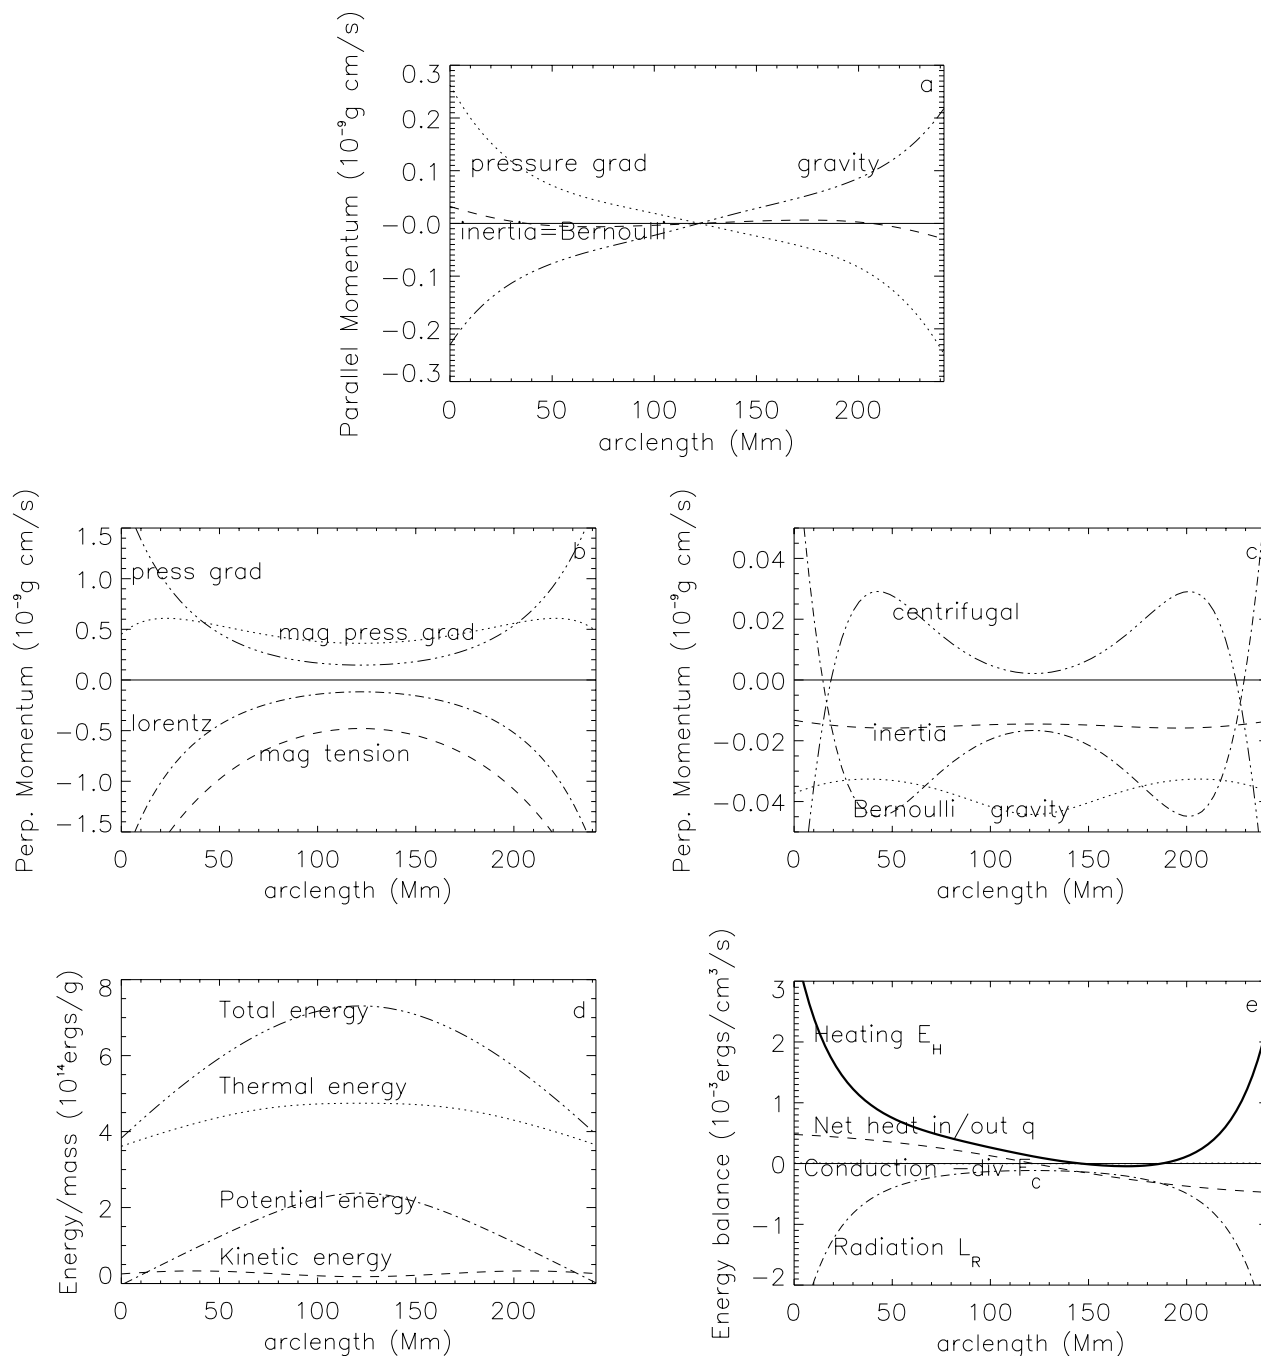 Parallel Momentum (10⁻⁹g cm/s)
0.3
0.2
0.1
−0.0
−0.1
−0.2
−0.3
a
pressure grad
gravity
inertia=Bernoulli
0 50 100 150 200
arclength (Mm)
Perp. Momentum (10⁻⁹g cm/s)
1.5
1.0
0.5
0.0
−0.5
−1.0
−1.5
b
press grad
mag press grad
lorentz
mag tension
0 50 100 150 200
arclength (Mm)
Perp. Momentum (10⁻⁹g cm/s)
0.04
0.02
0.00
−0.02
−0.04
c
centrifugal
inertia
Bernoulli gravity
0 50 100 150 200
arclength (Mm)
Energy/mass (10¹⁴ergs/g)
8
6
4
2
0
d
Total energy
Thermal energy
Potential energy
Kinetic energy
0 50 100 150 200
arclength (Mm)
Energy balance (10⁻³ergs/cm³/s)
3
2
1
0
−1
−2
e
Heating E_H
Net heat in/out q
Conduction −div F_C
Radiation L_R
0 50 100 150 200
arclength (Mm)